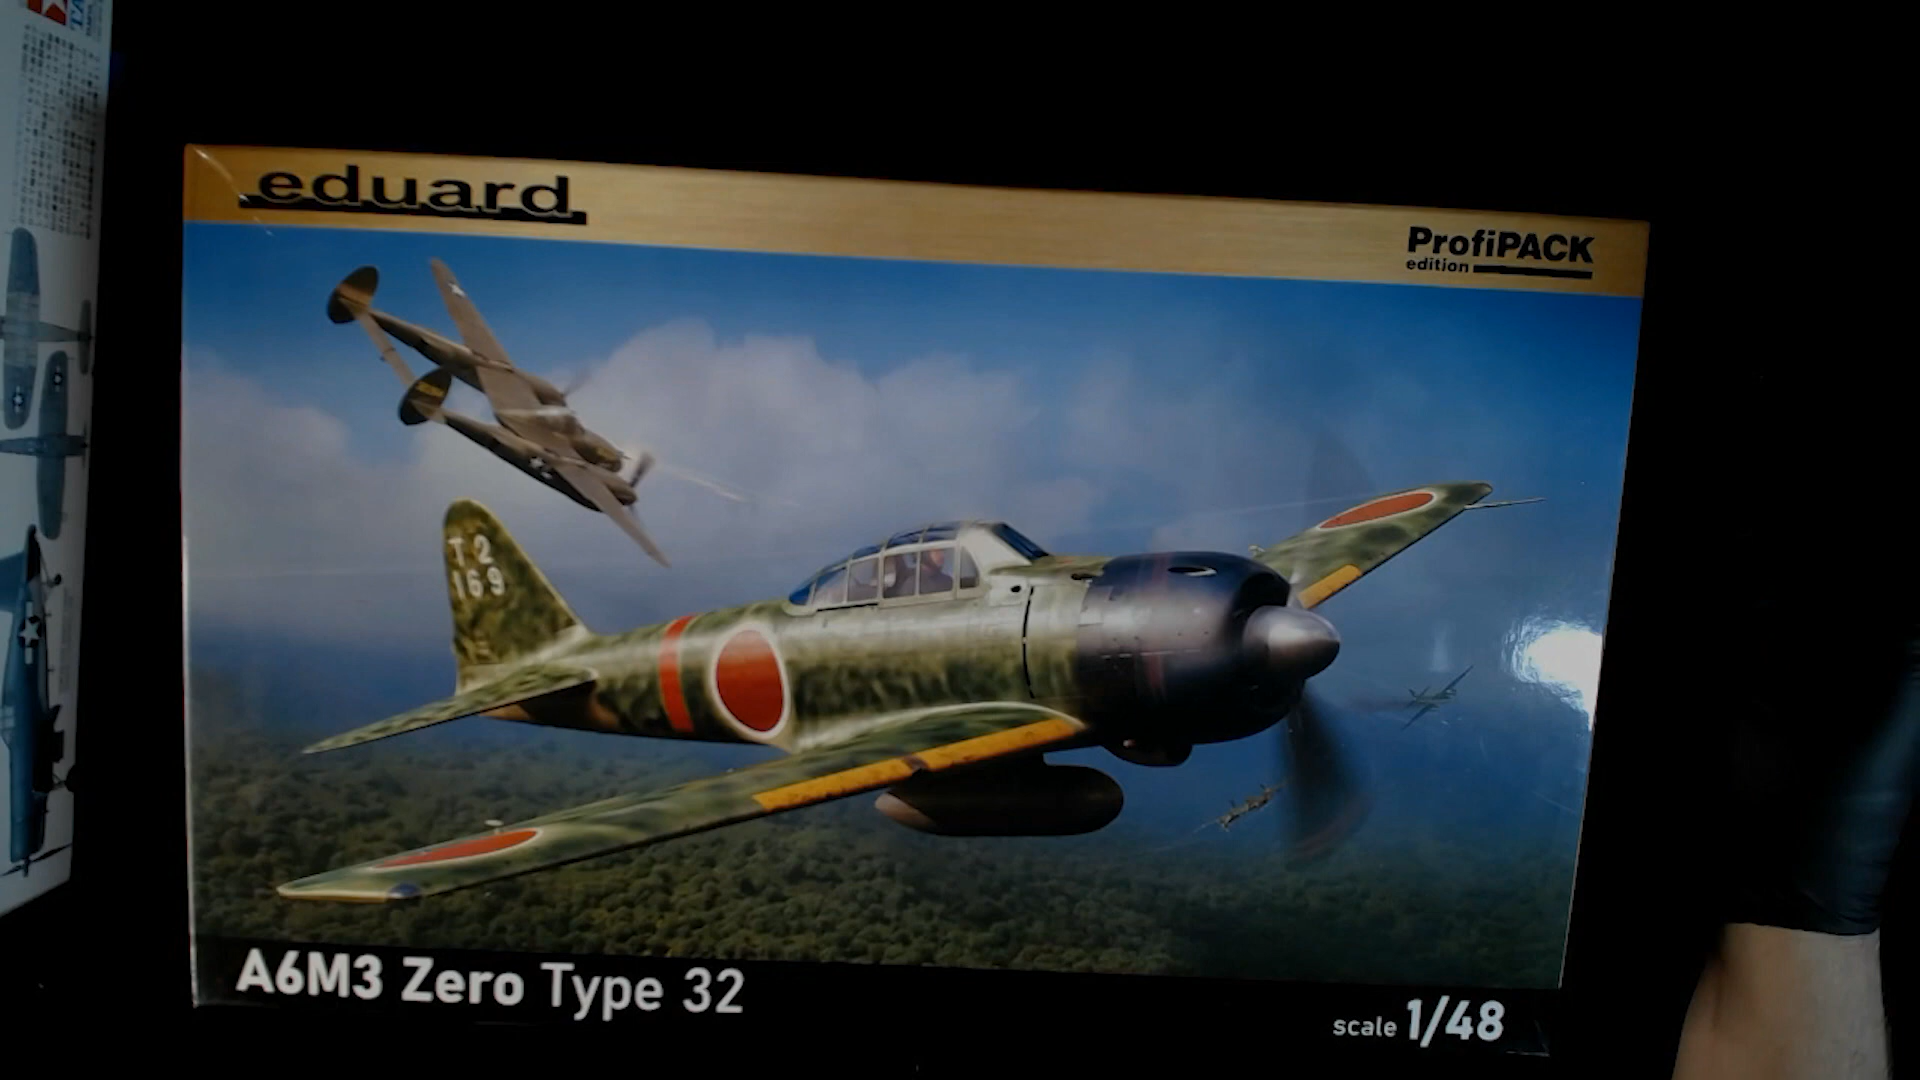 eduard
ProfiPACK
edition
T2
169
A6M3 Zero Type 32
scale 1/48